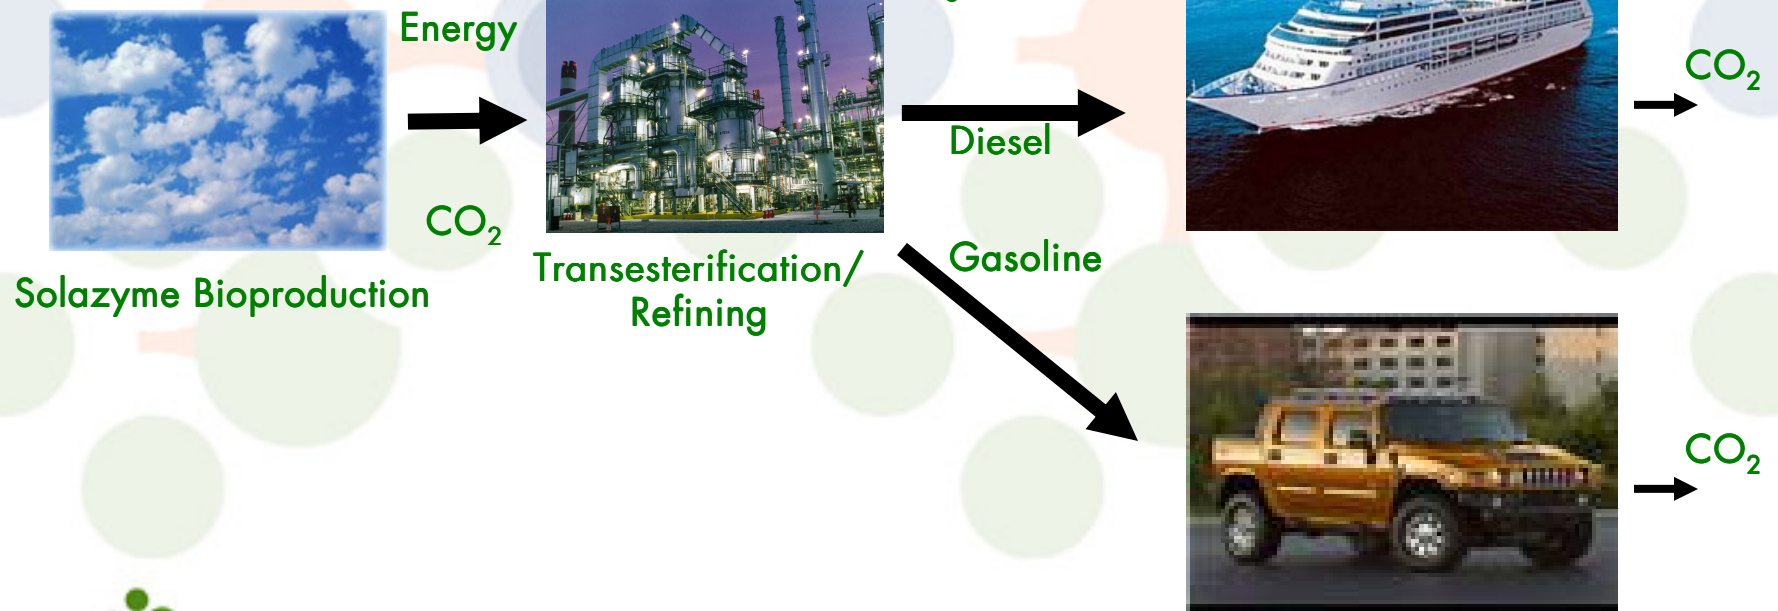 Energy
CO₂
Solazyme Bioproduction
Transesterification/
Refining
Diesel
Gasoline
CO₂
CO₂